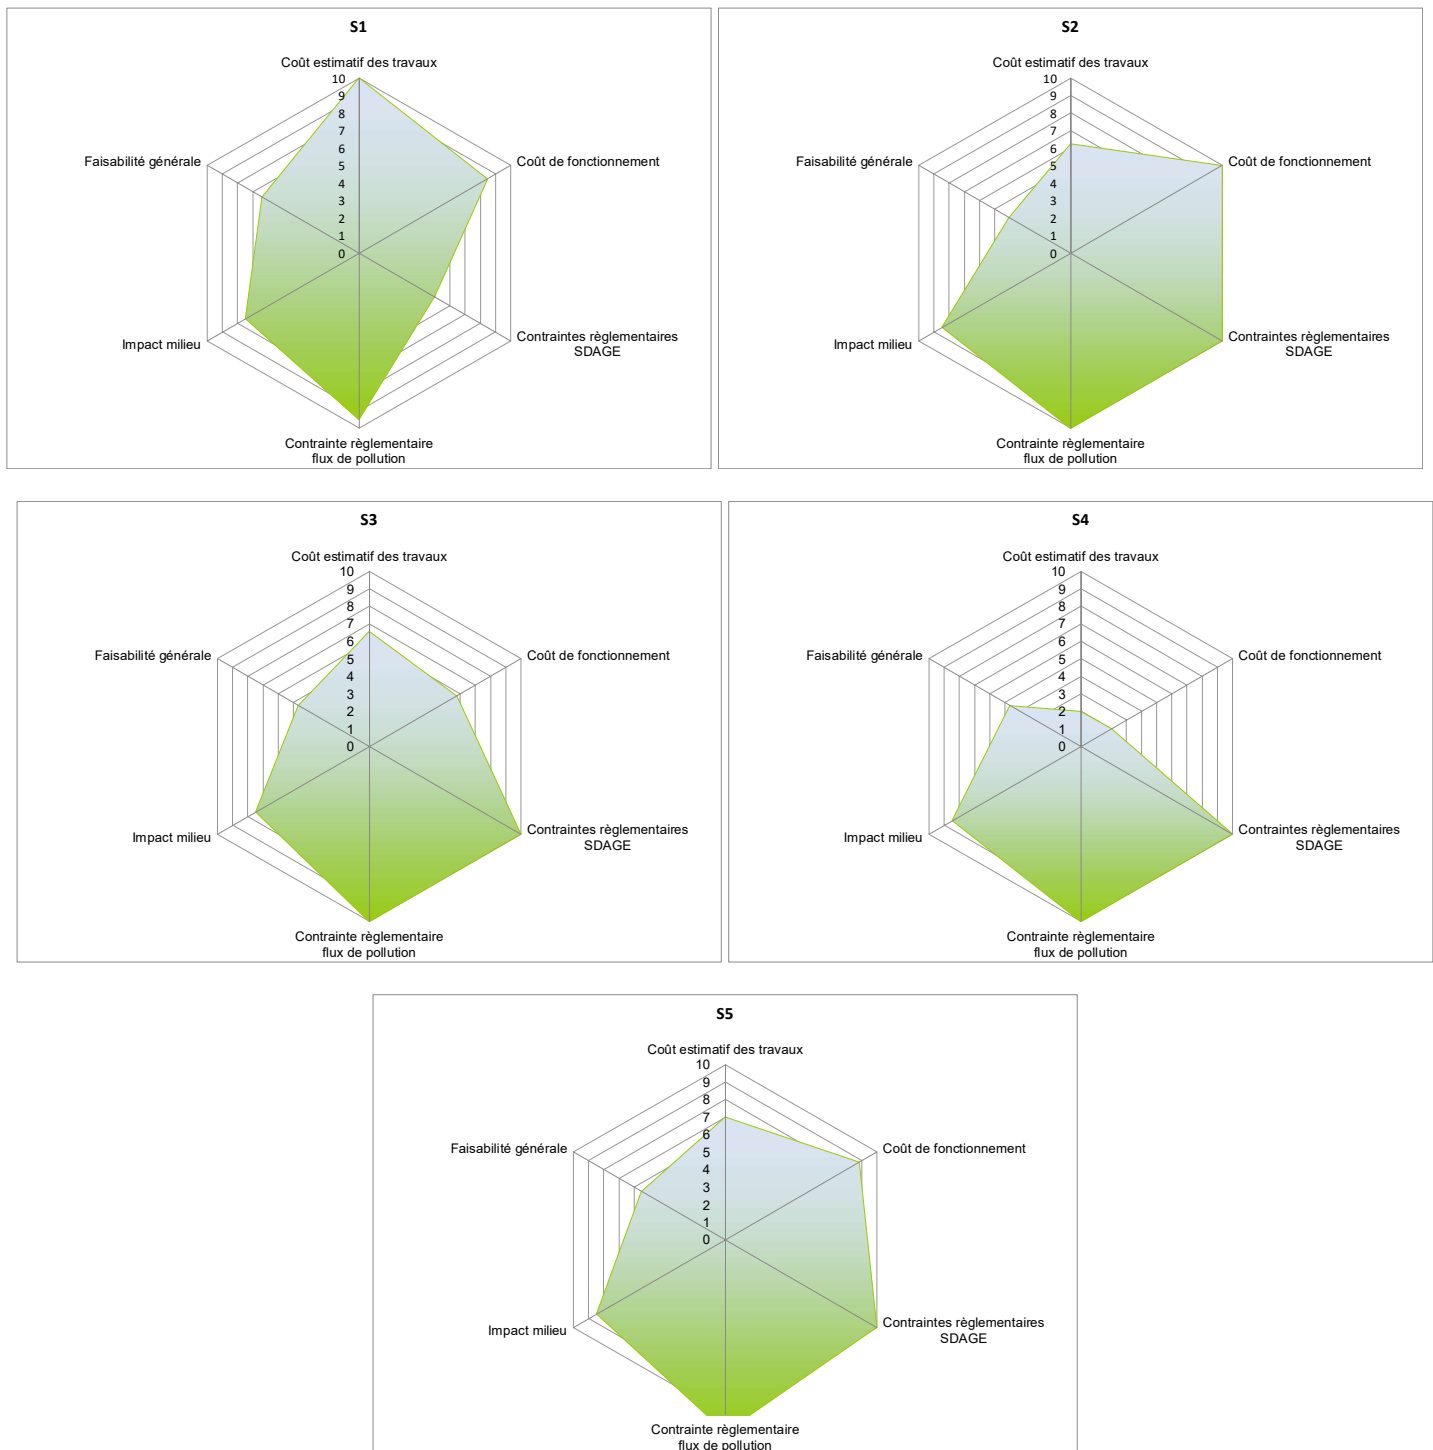 S1
Coût estimatif des travaux
10
9
8
7
6
5
4
3
2
1
0
Coût de fonctionnement
Contraintes règlementaires
SDAGE
Contrainte règlementaire
flux de pollution
Impact milieu
Faisabilité générale
S2
Coût estimatif des travaux
10
9
8
7
6
5
4
3
2
1
0
Coût de fonctionnement
Contraintes règlementaires
SDAGE
Contrainte règlementaire
flux de pollution
Impact milieu
Faisabilité générale
S3
Coût estimatif des travaux
10
9
8
7
6
5
4
3
2
1
0
Coût de fonctionnement
Contraintes règlementaires
SDAGE
Contrainte règlementaire
flux de pollution
Impact milieu
Faisabilité générale
S4
Coût estimatif des travaux
10
9
8
7
6
5
4
3
2
1
0
Coût de fonctionnement
Contraintes règlementaires
SDAGE
Contrainte règlementaire
flux de pollution
Impact milieu
Faisabilité générale
S5
Coût estimatif des travaux
10
9
8
7
6
5
4
3
2
1
0
Coût de fonctionnement
Contraintes règlementaires
SDAGE
Contrainte règlementaire
flux de pollution
Impact milieu
Faisabilité générale